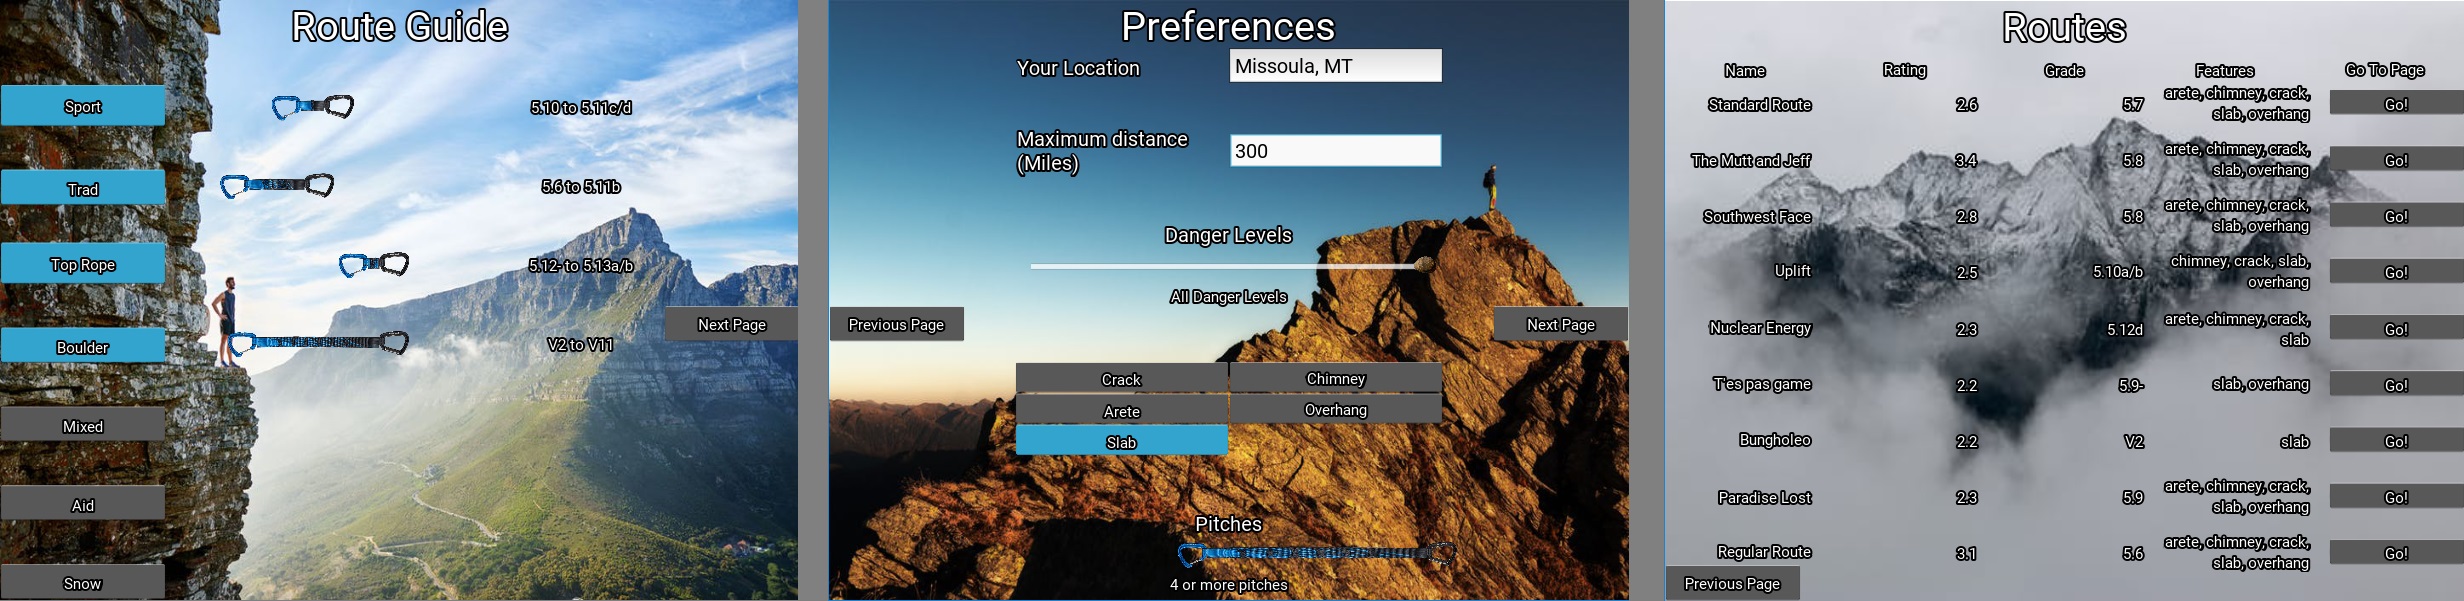 Route Guide
Sport
5.10 to 5.11c/d
Trad
5.6 to 5.11b
Top Rope
5.12- to 5.13a/b
Next Page
Boulder
V2 to V11
Mixed
Aid
Snow
Preferences
Your Location
Missoula, MT
Maximum distance
(Miles)
300
Danger Levels
All Danger Levels
Previous Page
Next Page
Crack
Chimney
Arete
Overhang
Slab
Pitches
4 or more pitches
Routes
Name Rating Grade Features Go To Page
Standard Route 2.6 5.7 arete, chimney, crack, Go!
slab, overhang
The Mutt and Jeff 3.4 5.8 arete, chimney, crack, Go!
slab, overhang
Southwest Face 2.8 5.8 arete, chimney, crack, Go!
slab, overhang
Uplift 2.5 5.10a/b chimney, crack, slab, Go!
overhang
Nuclear Energy 2.3 5.12d arete, chimney, crack, Go!
slab
T'es pas game 2.2 5.9- slab, overhang Go!
Bungholeo 2.2 V2 slab Go!
Paradise Lost 2.3 5.9 arete, chimney, crack, Go!
slab, overhang
Regular Route 3.1 5.6 arete, chimney, crack, Go!
slab, overhang
Previous Page